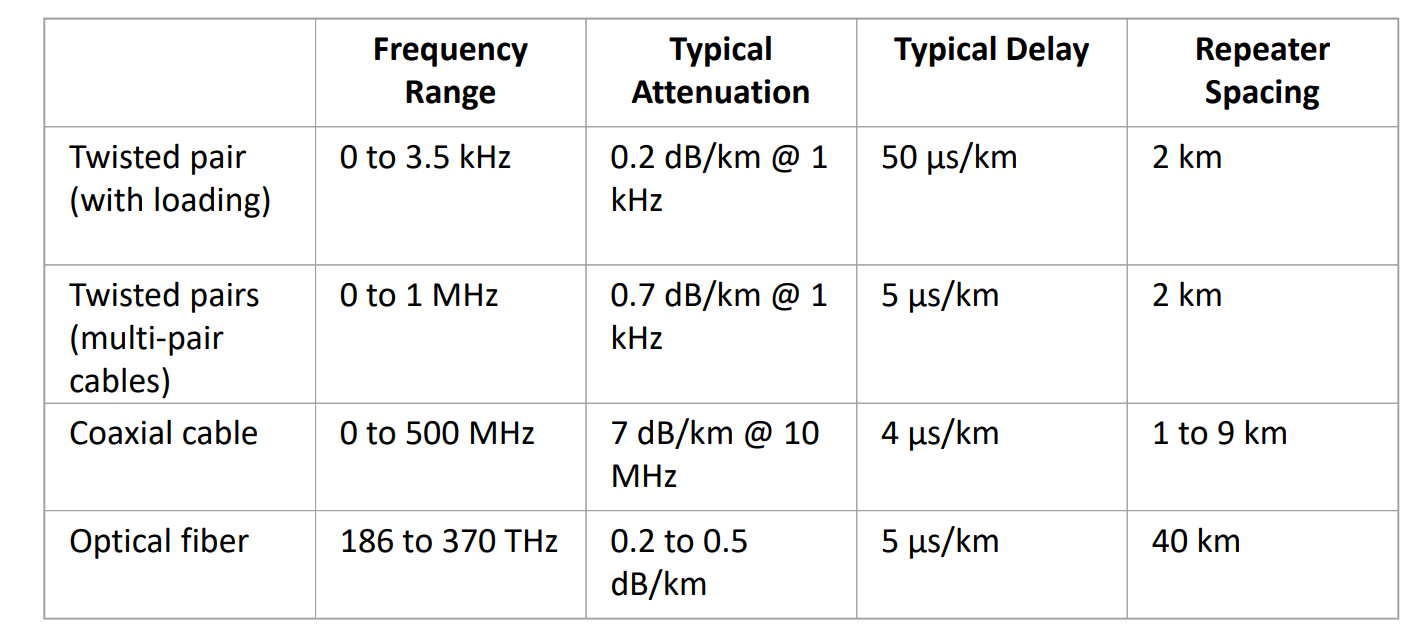 Frequency Range
Typical Attenuation
Typical Delay
Repeater Spacing
Twisted pair (with loading)
0 to 3.5 kHz
0.2 dB/km @ 1 kHz
50 µs/km
2 km
Twisted pairs (multi-pair cables)
0 to 1 MHz
0.7 dB/km @ 1 kHz
5 µs/km
2 km
Coaxial cable
0 to 500 MHz
7 dB/km @ 10 MHz
4 µs/km
1 to 9 km
Optical fiber
186 to 370 THz
0.2 to 0.5 dB/km
5 µs/km
40 km